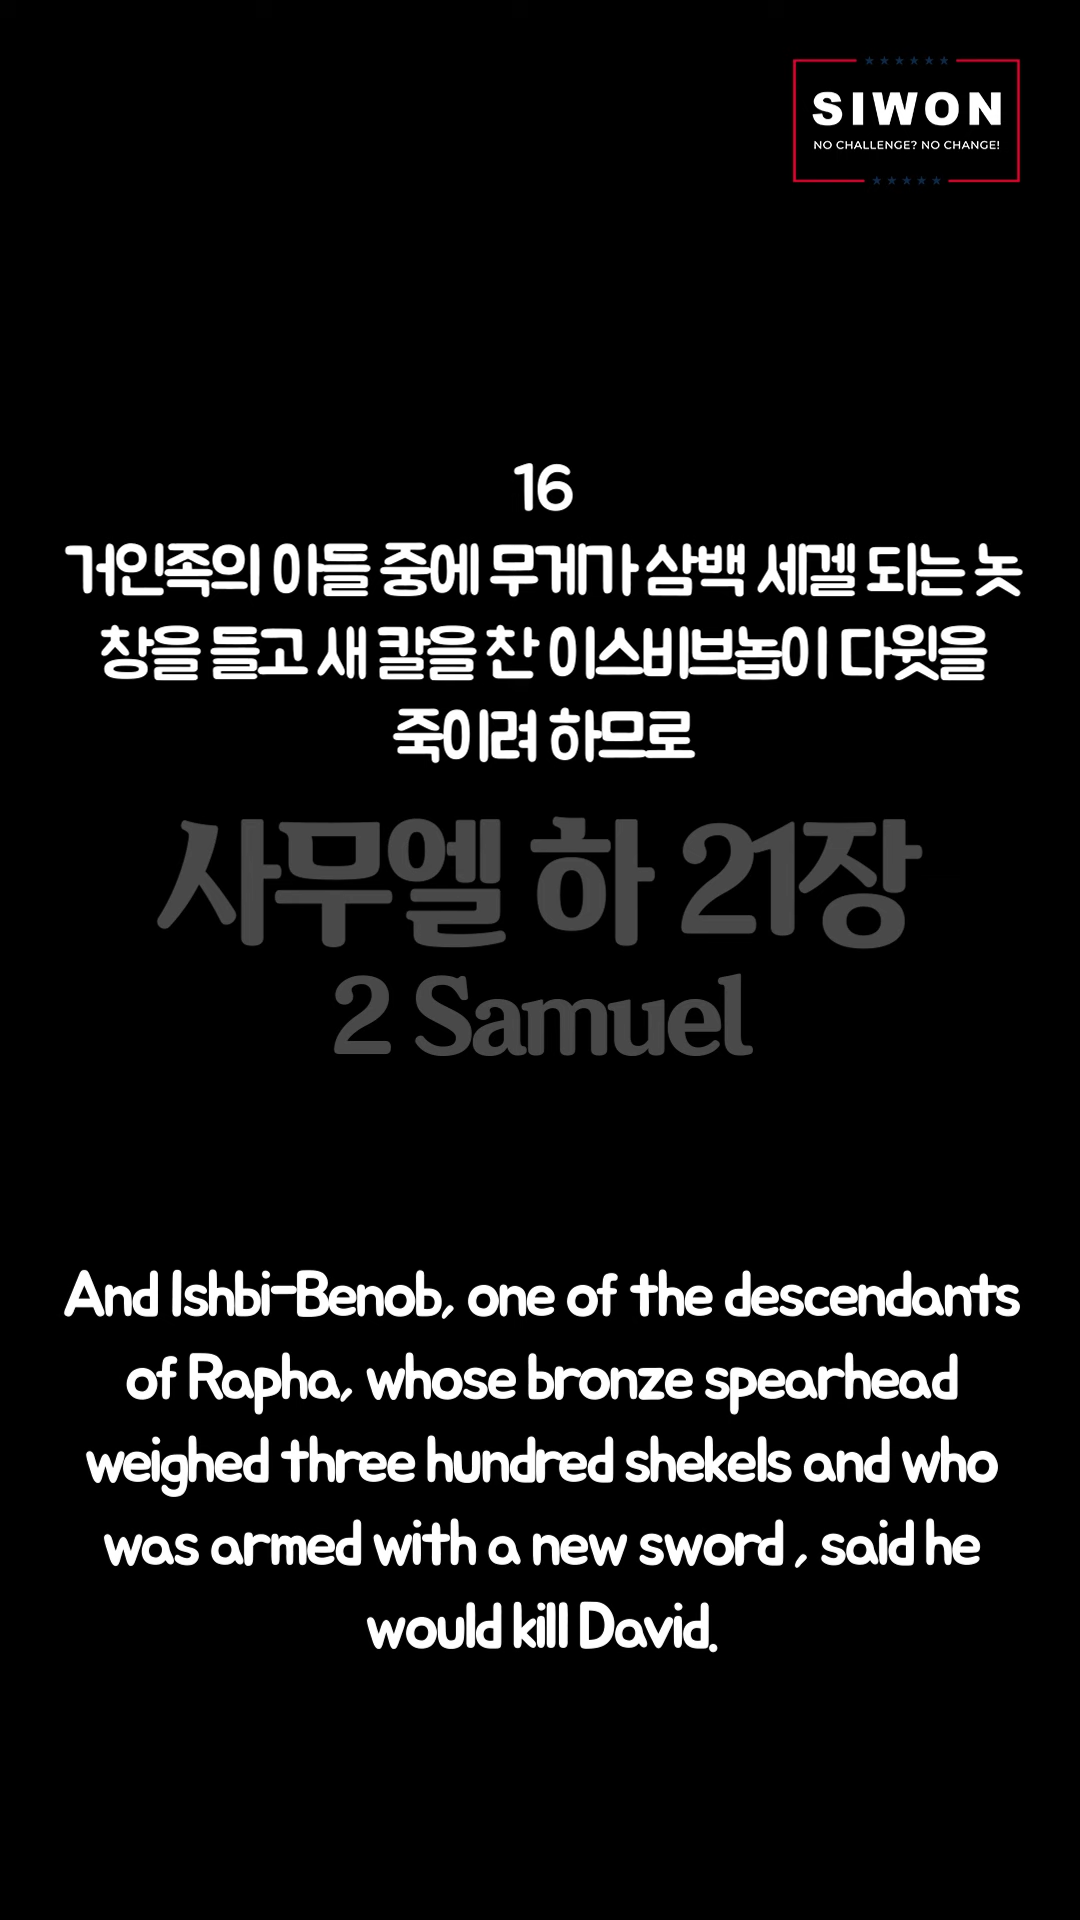 SIWON
NO CHALLENGE? NO CHANGE!
16
거인족의 아들 중에 무게가 삼백 세겔 되는 놋
창을 들고 새 칼을 찬 이스비브놉이 다윗을
죽이려 하므로
사무엘 하 21장
2 Samuel
And Ishbi-Benob, one of the descendants
of Rapha, whose bronze spearhead
weighed three hundred shekels and who
was armed with a new sword , said he
would kill David.